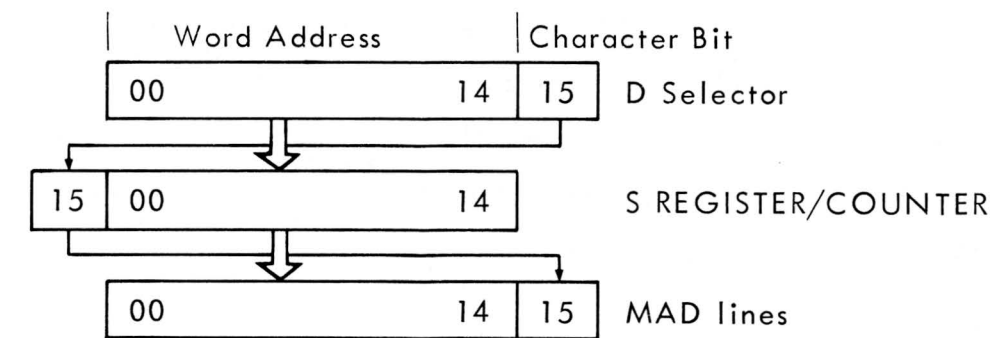 Word Address Character Bit
00 14 15 D Selector
15 00 14 S REGISTER/COUNTER
00 14 15 MAD lines